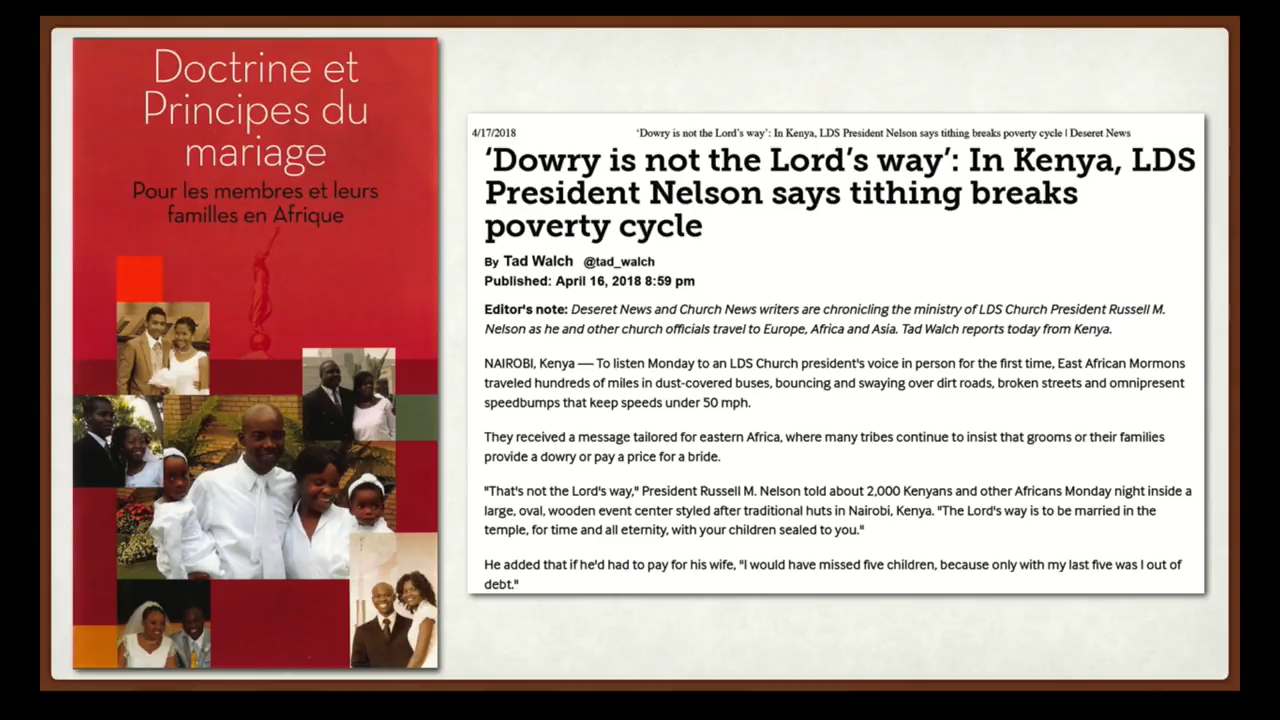 Doctrine et
Principes du
mariage
Pour les membres et leurs
familles en Afrique
4/17/2018
‘Dowry is not the Lord’s way’: In Kenya, LDS President Nelson says tithing breaks poverty cycle | Deseret News
‘Dowry is not the Lord’s way’: In Kenya, LDS
President Nelson says tithing breaks
poverty cycle
By Tad Walch @tad_walch
Published: April 16, 2018 8:59 pm
Editor's note: Deseret News and Church News writers are chronicling the ministry of LDS Church President Russell M.
Nelson as he and other church officials travel to Europe, Africa and Asia. Tad Walch reports today from Kenya.
NAIROBI, Kenya — To listen Monday to an LDS Church president's voice in person for the first time, East African Mormons
traveled hundreds of miles in dust-covered buses, bouncing and swaying over dirt roads, broken streets and omnipresent
speedbumps that keep speeds under 50 mph.
They received a message tailored for eastern Africa, where many tribes continue to insist that grooms or their families
provide a dowry or pay a price for a bride.
"That's not the Lord's way," President Russell M. Nelson told about 2,000 Kenyans and other Africans Monday night inside a
large, oval, wooden event center styled after traditional huts in Nairobi, Kenya. "The Lord's way is to be married in the
temple, for time and all eternity, with your children sealed to you."
He added that if he'd had to pay for his wife, "I would have missed five children, because only with my last five was I out of
debt."